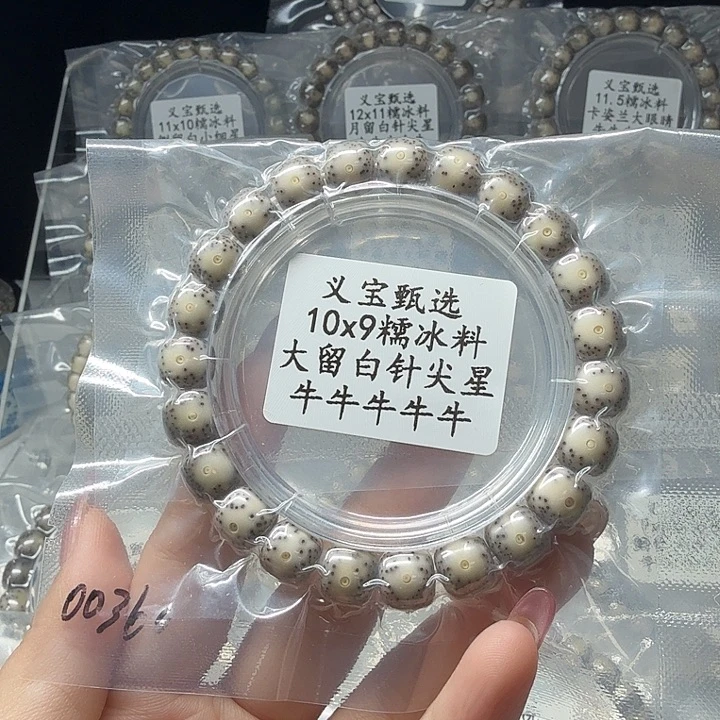 义宝甄选
11x10糯冰料
义宝甄选
12x11糯冰料
月留白针尖星
义宝甄选
11.5糯冰料
卡姿兰大眼睛
义宝甄选
10x9糯冰料
大留白针尖星
牛牛牛牛牛